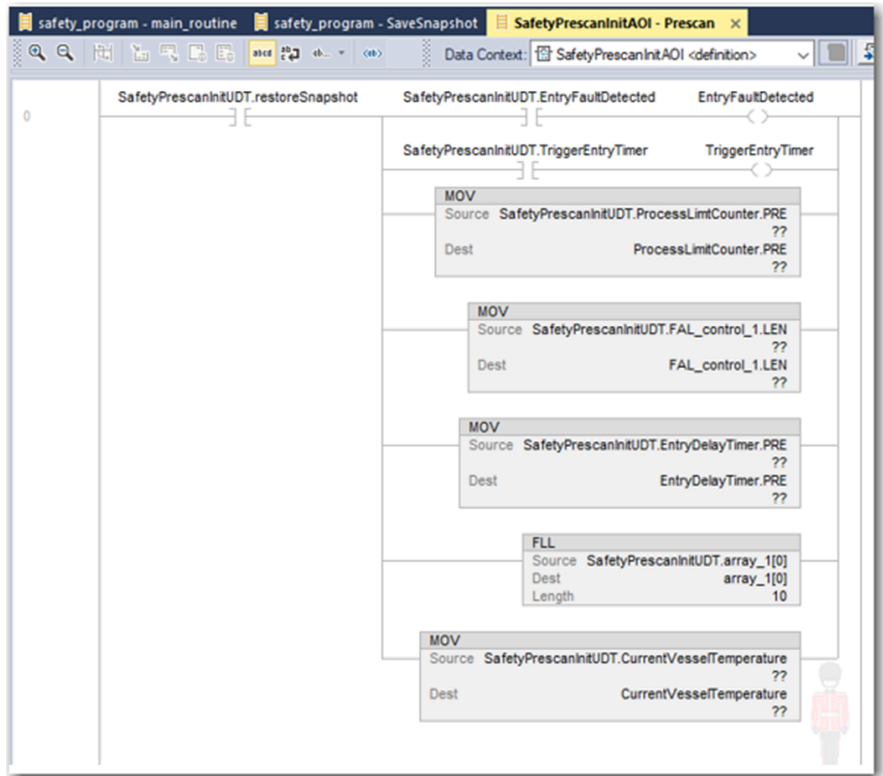 safety_program - main_routine safety_program - SaveSnapshot SafetyPrescanInitAOI - Prescan ×
abcd ab Data Context: SafetyPrescanInitAOI <definition>
SafetyPrescanInitUDT.restoreSnapshot SafetyPrescanInitUDT.EntryFaultDetected EntryFaultDetected
0
SafetyPrescanInitUDT.TriggerEntryTimer TriggerEntryTimer
MOV
Source SafetyPrescanInitUDT.ProcessLimtCounter.PRE
??
Dest ProcessLimitCounter.PRE
??
MOV
Source SafetyPrescanInitUDT.FAL_control_1.LEN
??
Dest FAL_control_1.LEN
??
MOV
Source SafetyPrescanInitUDT.EntryDelayTimer.PRE
??
Dest EntryDelayTimer.PRE
??
FLL
Source SafetyPrescanInitUDT.array_1[0]
Dest array_1[0]
Length 10
MOV
Source SafetyPrescanInitUDT.CurrentVesselTemperature
??
Dest CurrentVesselTemperature
??